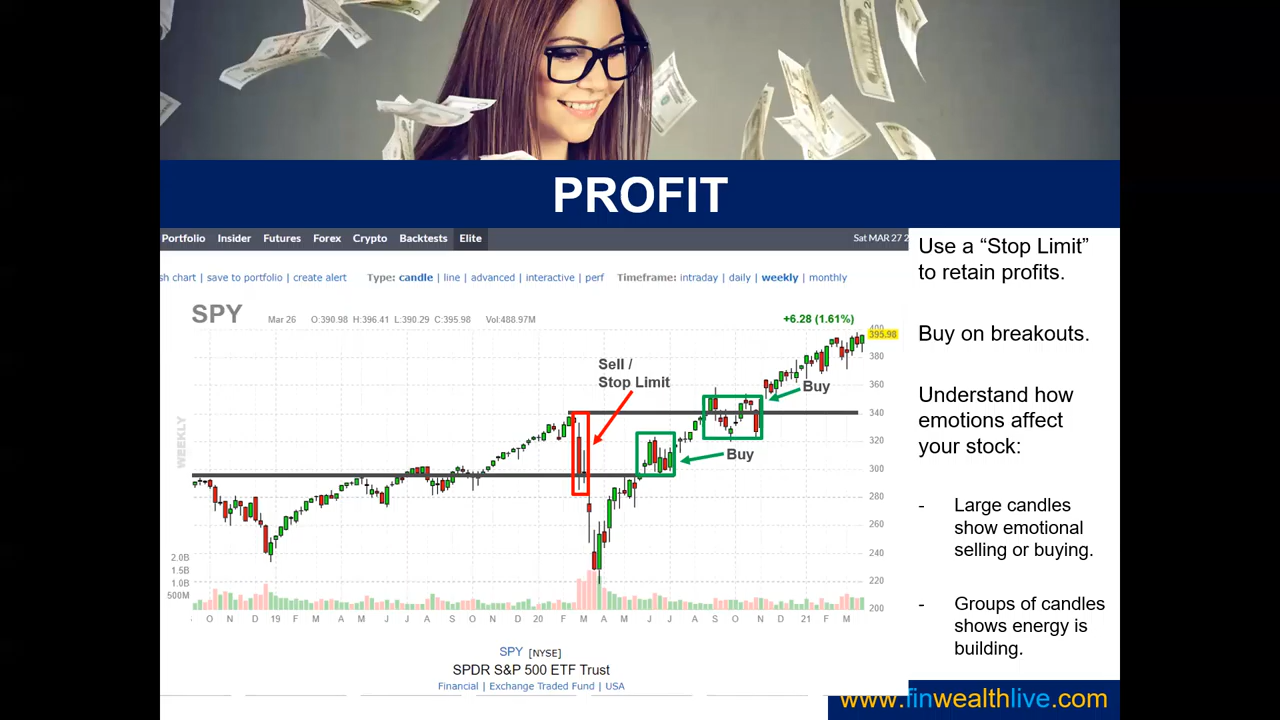 PROFIT
Portfolio Insider Futures Forex Crypto Backtests Elite
Sat MAR 27 2
sh chart | save to portfolio | create alert
Type: candle | line | advanced | interactive | perf
Timeframe: intraday | daily | weekly | monthly
SPY
Mar 26 O:390.98 H:396.41 L:390.29 C:395.98 Vol:488.97M
+6.28 (1.61%)
400
395.98
380
360
340
320
300
280
260
240
220
200
WEEKLY
2.0B
1.5B
1.0B
500M
Sell /
Stop Limit
Buy
Buy
O N D 19 F M A M J J A S O N D 20 F M A M J J A S O N D 21 F M
SPY [NYSE]
SPDR S&P 500 ETF Trust
Financial | Exchange Traded Fund | USA
Use a “Stop Limit”
to retain profits.
Buy on breakouts.
Understand how
emotions affect
your stock:
- Large candles
show emotional
selling or buying.
- Groups of candles
shows energy is
building.
www.finwealthlive.com